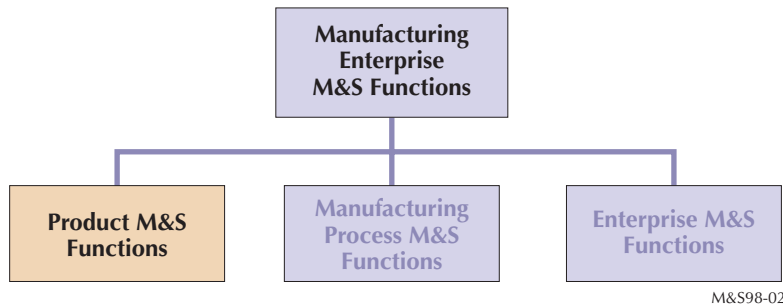 Manufacturing
Enterprise
M&S Functions
Product M&S
Functions
Manufacturing
Process M&S
Functions
Enterprise M&S
Functions
M&S98-02